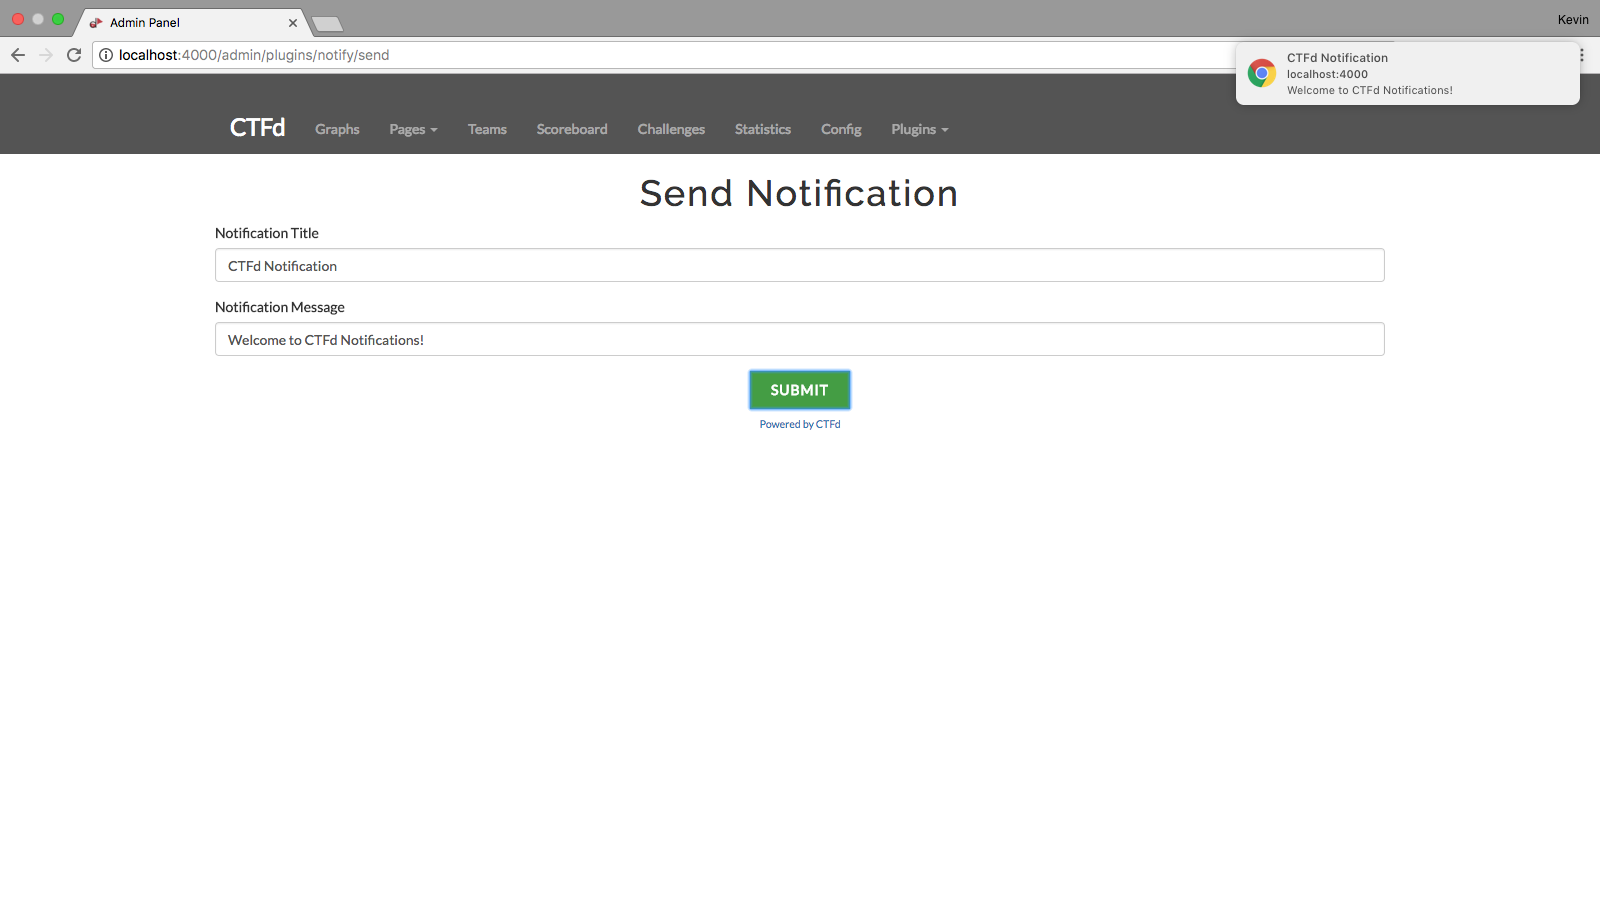 Admin Panel
Kevin
localhost:4000/admin/plugins/notify/send
CTFd Notification
localhost:4000
Welcome to CTFd Notifications!
CTFd Graphs Pages Teams Scoreboard Challenges Statistics Config Plugins
Send Notification
Notification Title
CTFd Notification
Notification Message
Welcome to CTFd Notifications!
SUBMIT
Powered by CTFd